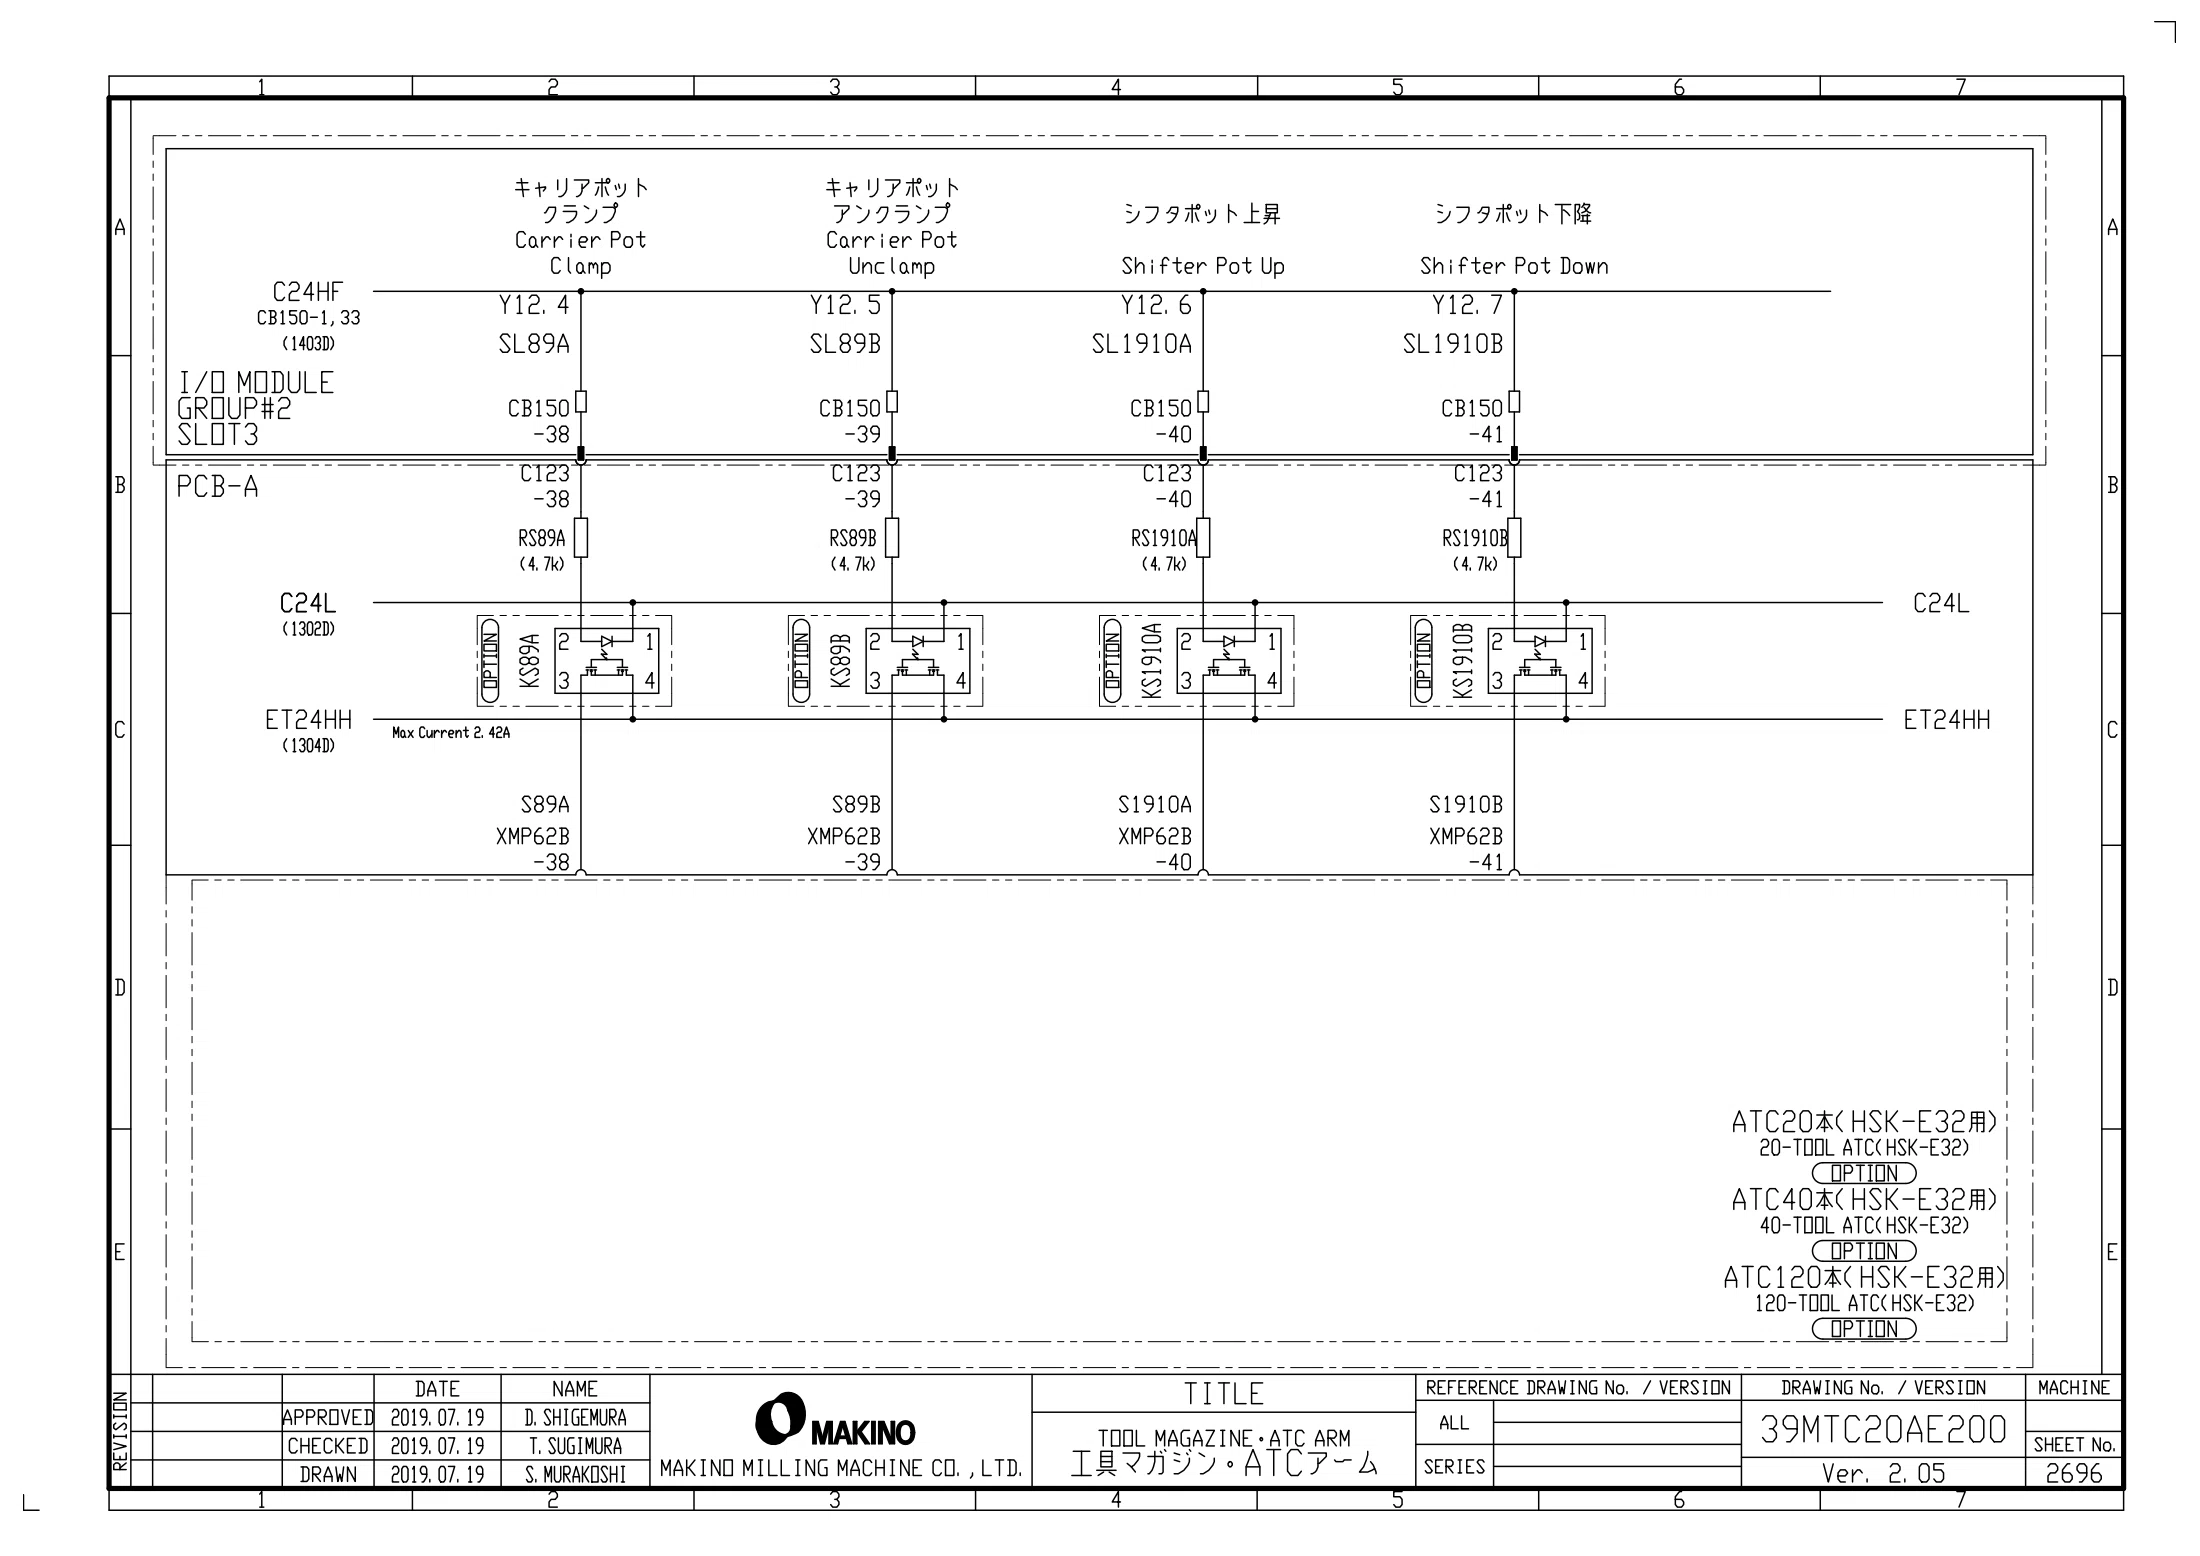 1 2 3 4 5 6 7
A A
キャリアポット キャリアポット
クランプ アンクランプ シフタポット上昇 シフタポット下降
Carrier Pot Carrier Pot
Clamp Unclamp Shifter Pot Up Shifter Pot Down
C24HF Y12.4 Y12.5 Y12.6 Y12.7
CB150-1,33
(1403D) SL89A SL89B SL1910A SL1910B
I/O MODULE
GROUP#2 CB150 CB150 CB150 CB150
SLOT3 -38 -39 -40 -41
B PCB-A C123 C123 C123 C123 B
-38 -39 -40 -41
RS89A RS89B RS1910A RS1910B
(4.7k) (4.7k) (4.7k) (4.7k)
C24L C24L
(1302D)
OPTION KS89A 2 1 OPTION KS89B 2 1 OPTION KS1910A 2 1 OPTION KS1910B 2 1
3 4 3 4 3 4 3 4
C ET24HH ET24HH C
(1304D) Max Current 2.42A
S89A S89B S1910A S1910B
XMP62B XMP62B XMP62B XMP62B
-38 -39 -40 -41
D D
ATC20本(HSK-E32用)
20-TOOL ATC(HSK-E32)
OPTION
ATC40本(HSK-E32用)
40-TOOL ATC(HSK-E32)
E OPTION E
ATC120本(HSK-E32用)
120-TOOL ATC(HSK-E32)
OPTION
REVISION
DATE NAME
APPROVED 2019.07.19 D. SHIGEMURA
CHECKED 2019.07.19 T. SUGIMURA
DRAWN 2019.07.19 S. MURAKOSHI
MAKINO
MAKINO MILLING MACHINE CO.,LTD.
TITLE
TOOL MAGAZINE・ATC ARM
工具マガジン・ATCアーム
REFERENCE DRAWING No. / VERSION
ALL
SERIES
DRAWING No. / VERSION
39MTC20AE200
Ver. 2.05
MACHINE
SHEET No.
2696
1 2 3 4 5 6 7